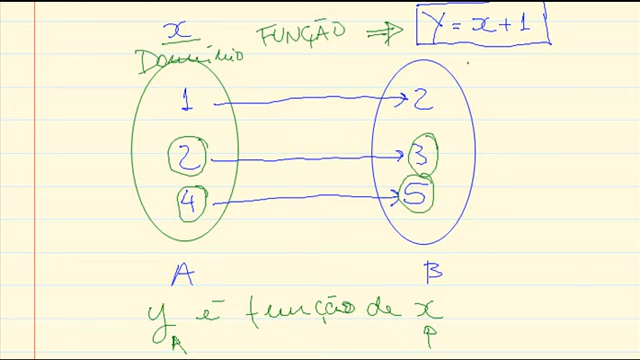 x FUNÇÃO ⇒ Y = x + 1
Domínio
1 → 2
2 → 3
4 → 5
A B
y é função de x